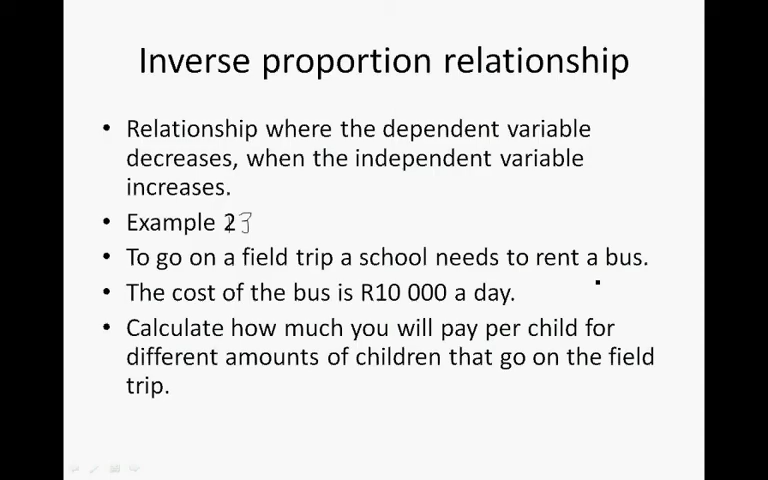 Inverse proportion relationship
• Relationship where the dependent variable
decreases, when the independent variable
increases.
• Example 2 3
• To go on a field trip a school needs to rent a bus.
• The cost of the bus is R10 000 a day.
• Calculate how much you will pay per child for
different amounts of children that go on the field
trip.